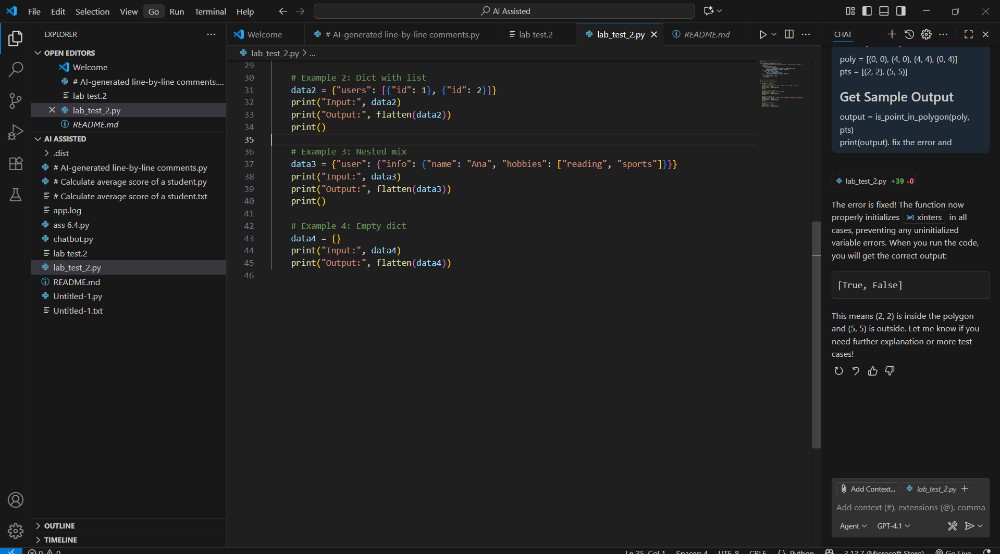 File Edit Selection View Go Run Terminal Help
AI Assisted
EXPLORER
OPEN EDITORS
Welcome
# AI-generated line-by-line comments....
lab test.2
lab_test_2.py
README.md
AI ASSISTED
.dist
# AI-generated line-by-line comments.py
# Calculate average score of a student.py
# Calculate average score of a student.txt
app.log
ass 6.4.py
chatbot.py
lab test.2
lab_test_2.py
README.md
Untitled-1.py
Untitled-1.txt
OUTLINE
TIMELINE
Welcome # AI-generated line-by-line comments.py lab test.2 lab_test_2.py README.md
lab_test_2.py > ...
29
30 # Example 2: Dict with list
31 data2 = {"users": [{"id": 1}, {"id": 2}]}
32 print("Input:", data2)
33 print("Output:", flatten(data2))
34 print()
35
36 # Example 3: Nested mix
37 data3 = {"user": {"info": {"name": "Ana", "hobbies": ["reading", "sports"]}}}
38 print("Input:", data3)
39 print("Output:", flatten(data3))
40 print()
41
42 # Example 4: Empty dict
43 data4 = {}
44 print("Input:", data4)
45 print("Output:", flatten(data4))
46
CHAT
poly = [(0, 0), (4, 0), (4, 4), (0, 4)]
pts = [(2, 2), (5, 5)]
Get Sample Output
output = is_point_in_polygon(poly,
pts)
print(output). fix the error and
lab_test_2.py +39 -0
The error is fixed! The function now
properly initializes xinters in all
cases, preventing any uninitialized
variable errors. When you run the code,
you will get the correct output:
[True, False]
This means (2, 2) is inside the polygon
and (5, 5) is outside. Let me know if you
need further explanation or more test
cases!
Add Context... lab_test_2.py
Add context (#), extensions (@), comma
Agent GPT-4.1
0 0 Ln 35, Col 1 Spaces: 4 UTF-8 CRLF {} Python 3.13.7 (Microsoft Store) Go Live